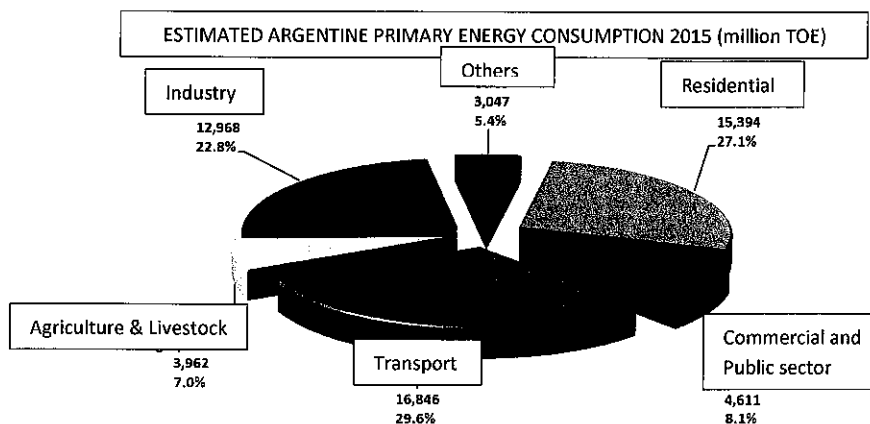 ESTIMATED ARGENTINE PRIMARY ENERGY CONSUMPTION 2015 (million TOE)
Others
3,047
5.4%
Industry
12,968
22.8%
Residential
15,394
27.1%
Agriculture & Livestock
3,962
7.0%
Transport
16,846
29.6%
Commercial and
Public sector
4,611
8.1%